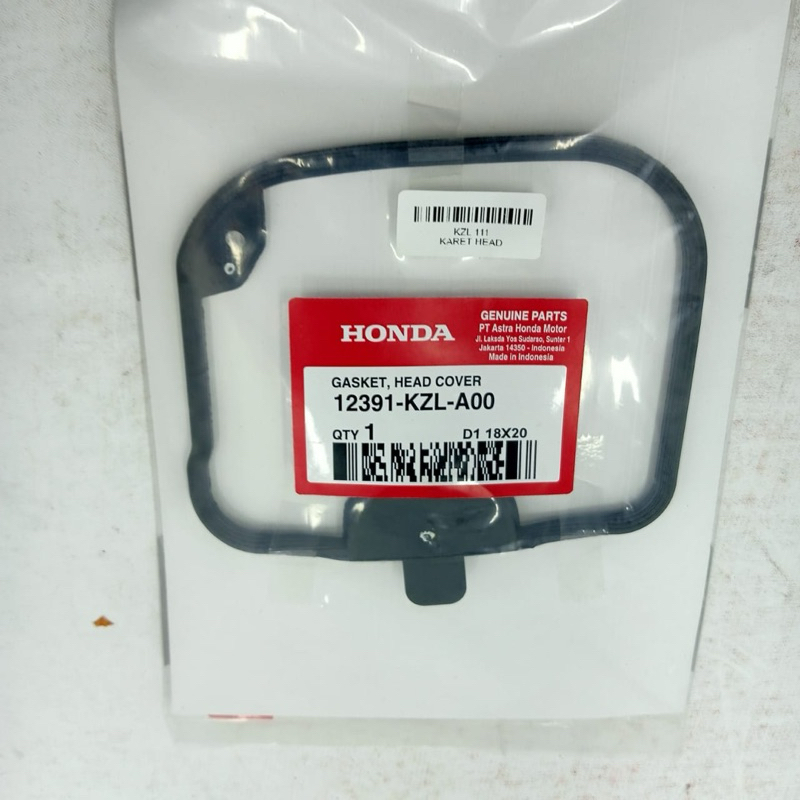 KZL 111
KARET HEAD
HONDA
GENUINE PARTS
PT Astra Honda Motor
Jl. Laksda Yos Sudarso, Sunter 1
Jakarta 14350 - Indonesia
Made in Indonesia
GASKET, HEAD COVER
12391-KZL-A00
QTY 1 D1 18X20